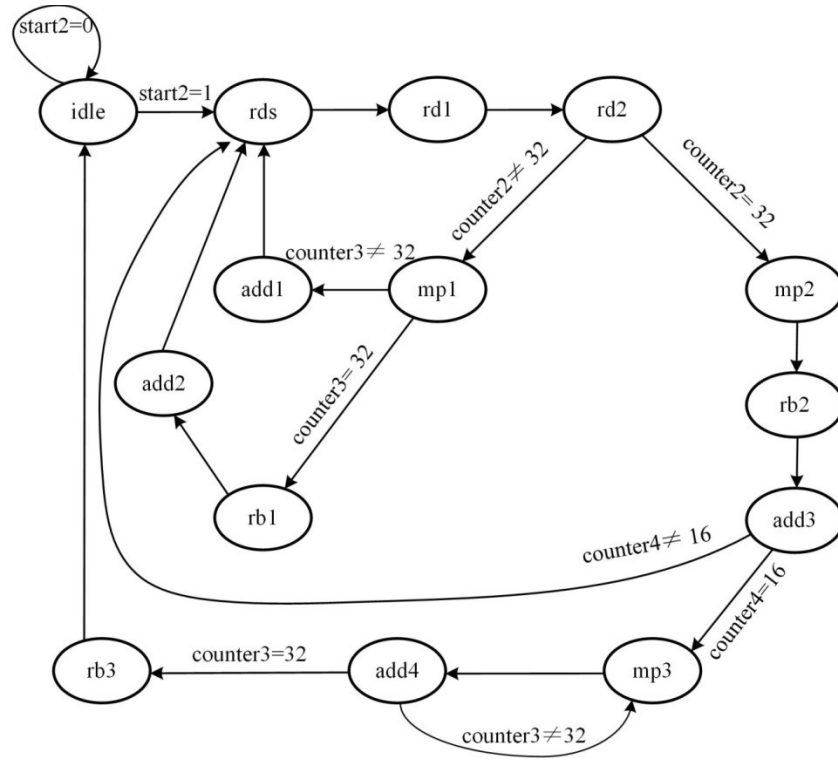 start2=0
idle
start2=1
rds
rd1
rd2
counter2≠ 32
counter2= 32
counter3≠ 32
add1
mp1
mp2
add2
counter3= 32
rb2
rb1
add3
counter4≠ 16
counter4=16
rb3
counter3=32
add4
mp3
counter3≠32